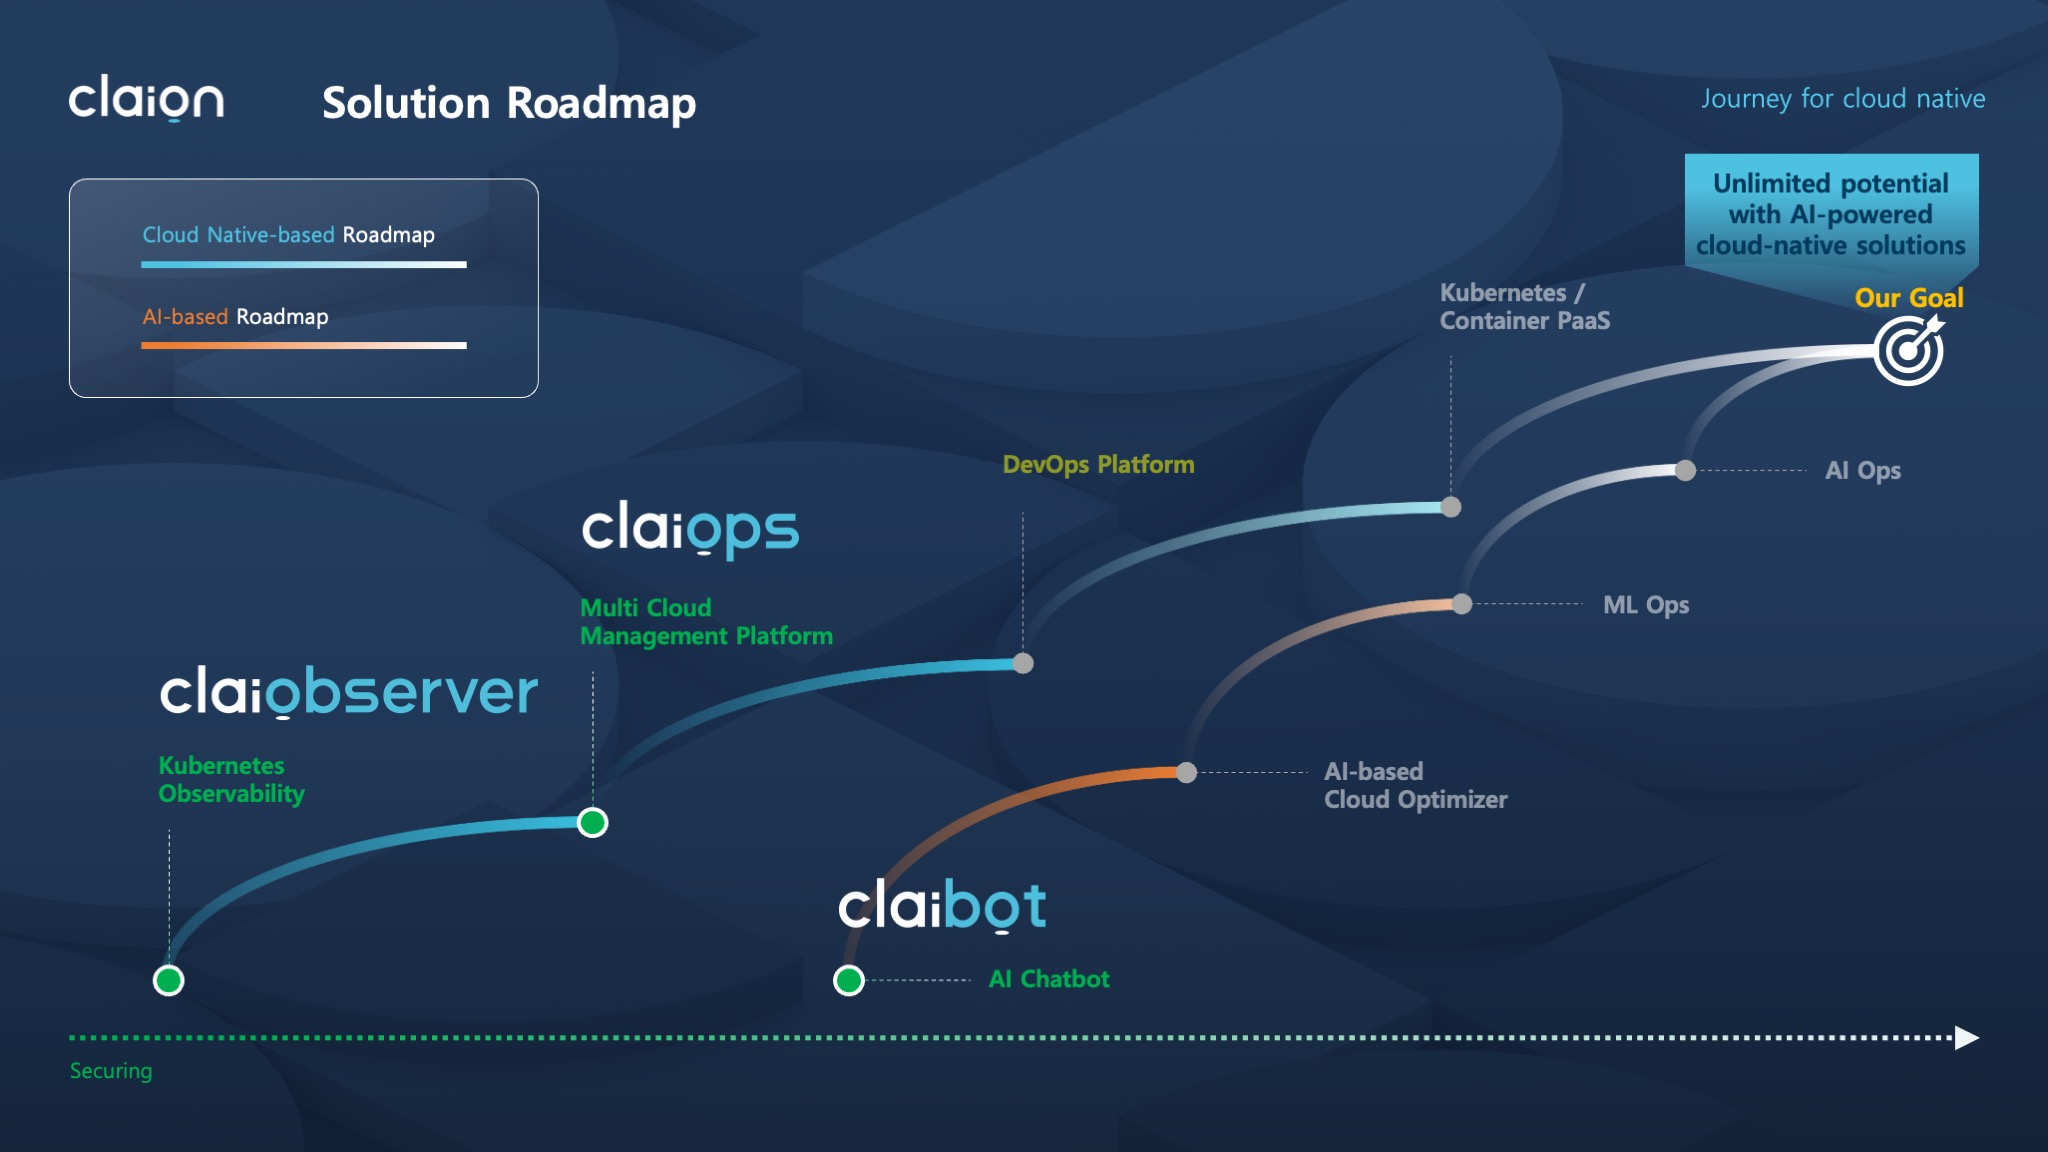 claion
Solution Roadmap
Journey for cloud native
Cloud Native-based Roadmap
AI-based Roadmap
Unlimited potential
with AI-powered
cloud-native solutions
Our Goal
Kubernetes /
Container PaaS
AI Ops
DevOps Platform
claiops
Multi Cloud
Management Platform
ML Ops
claiobserver
Kubernetes
Observability
AI-based
Cloud Optimizer
claibot
AI Chatbot
Securing